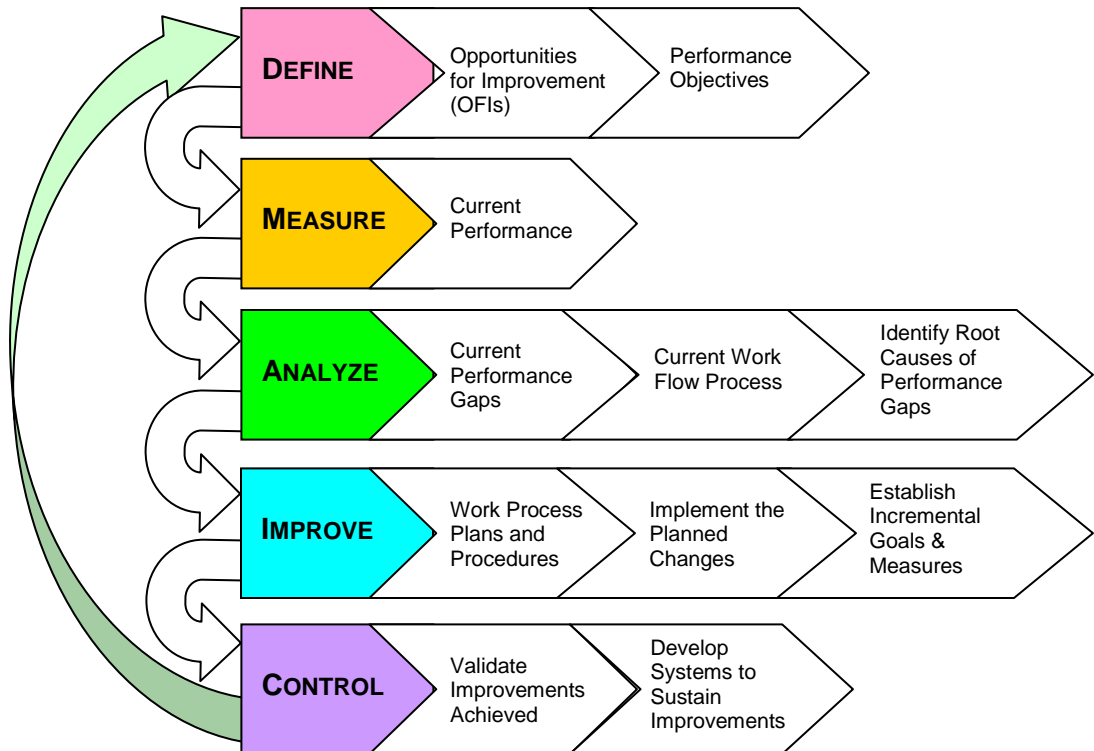 DEFINE
Opportunities
for Improvement
(OFIs)
Performance
Objectives
MEASURE
Current
Performance
ANALYZE
Current
Performance
Gaps
Current Work
Flow Process
Identify Root
Causes of
Performance
Gaps
IMPROVE
Work Process
Plans and
Procedures
Implement the
Planned
Changes
Establish
Incremental
Goals &
Measures
CONTROL
Validate
Improvements
Achieved
Develop
Systems to
Sustain
Improvements